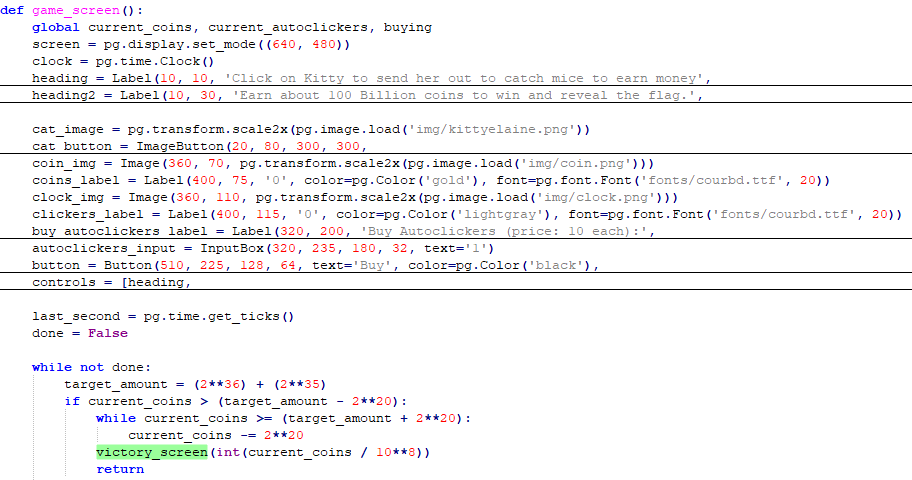 def game_screen():
    global current_coins, current_autoclickers, buying
    screen = pg.display.set_mode((640, 480))
    clock = pg.time.Clock()
    heading = Label(10, 10, 'Click on Kitty to send her out to catch mice to earn money',
    heading2 = Label(10, 30, 'Earn about 100 Billion coins to win and reveal the flag.',
    cat_image = pg.transform.scale2x(pg.image.load('img/kittyelaine.png'))
    cat_button = ImageButton(20, 80, 300, 300,
    coin_img = Image(360, 70, pg.transform.scale2x(pg.image.load('img/coin.png')))
    coins_label = Label(400, 75, '0', color=pg.Color('gold'), font=pg.font.Font('fonts/courbd.ttf', 20))
    clock_img = Image(360, 110, pg.transform.scale2x(pg.image.load('img/clock.png')))
    clickers_label = Label(400, 115, '0', color=pg.Color('lightgray'), font=pg.font.Font('fonts/courbd.ttf', 20))
    buy_autoclickers_label = Label(320, 200, 'Buy Autoclickers (price: 10 each):',
    autoclickers_input = InputBox(320, 235, 180, 32, text='1')
    button = Button(510, 225, 128, 64, text='Buy', color=pg.Color('black'),
    controls = [heading,
    last_second = pg.time.get_ticks()
    done = False
    while not done:
        target_amount = (2**36) + (2**35)
        if current_coins > (target_amount - 2**20):
            while current_coins >= (target_amount + 2**20):
                current_coins -= 2**20
            victory_screen(int(current_coins / 10**8))
            return